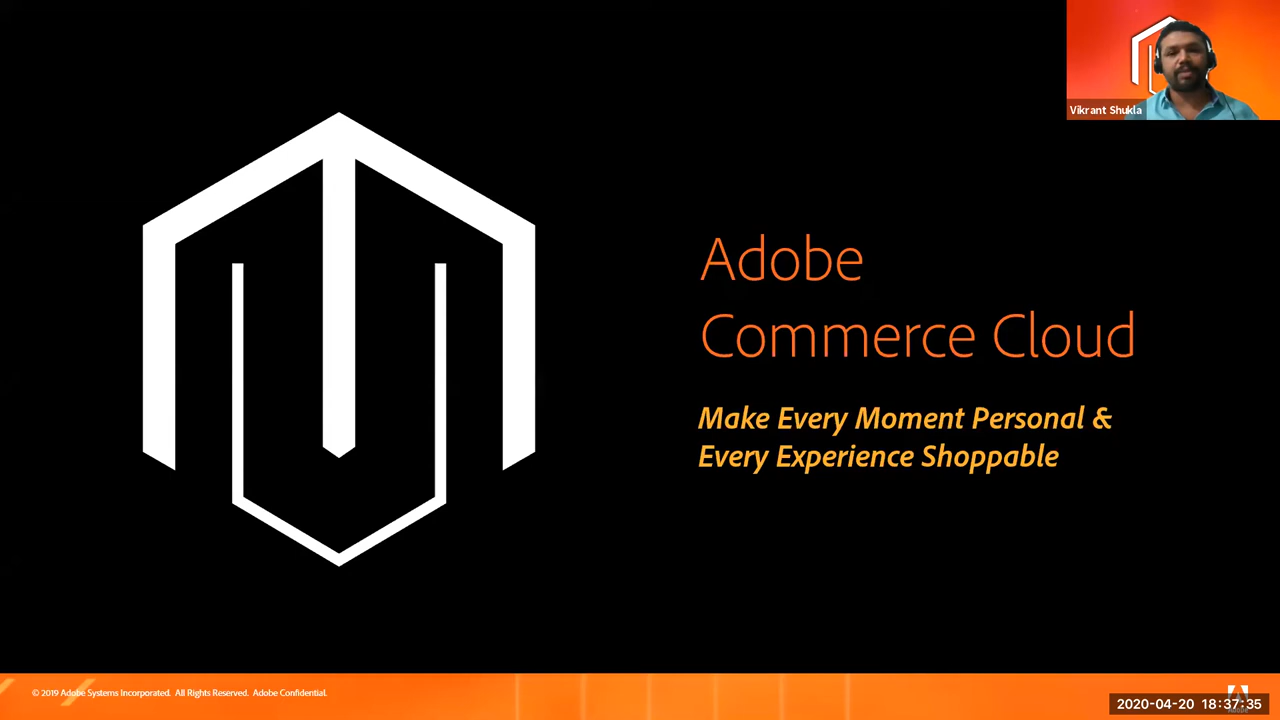 Vikrant Shukla
Adobe
Commerce Cloud
Make Every Moment Personal &
Every Experience Shoppable
© 2019 Adobe Systems Incorporated. All Rights Reserved. Adobe Confidential.
2020-04-20 18:37:35